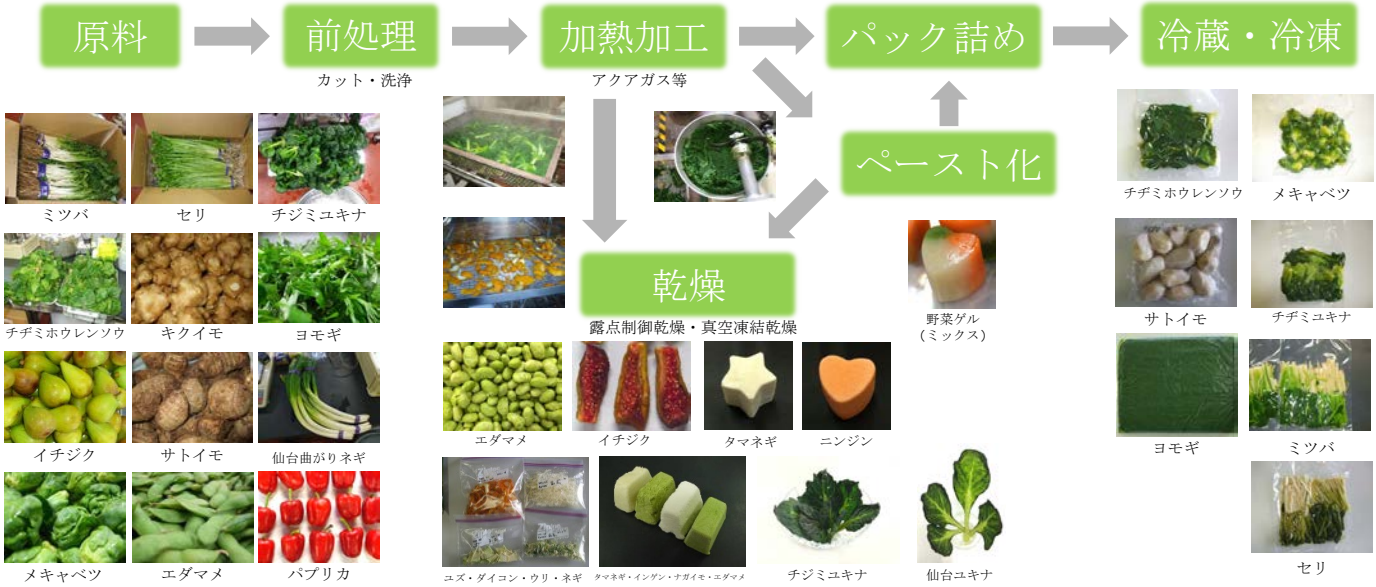 原料
前処理
加熱加工
パック詰め
冷蔵・冷凍
カット・洗浄
アクアガス等
ペースト化
乾燥
露点制御乾燥・真空凍結乾燥
ミツバ
セリ
チジミユキナ
チヂミホウレンソウ
キクイモ
ヨモギ
イチジク
サトイモ
仙台曲がりネギ
メキャベツ
エダマメ
パプリカ
野菜ゲル
（ミックス）
エダマメ
イチジク
タマネギ
ニンジン
ユズ・ダイコン・ウリ・ネギ
タマネギ・インゲン・ナガイモ・エダマメ
チジミユキナ
仙台ユキナ
チヂミホウレンソウ
メキャベツ
サトイモ
チヂミユキナ
ヨモギ
ミツバ
セリ